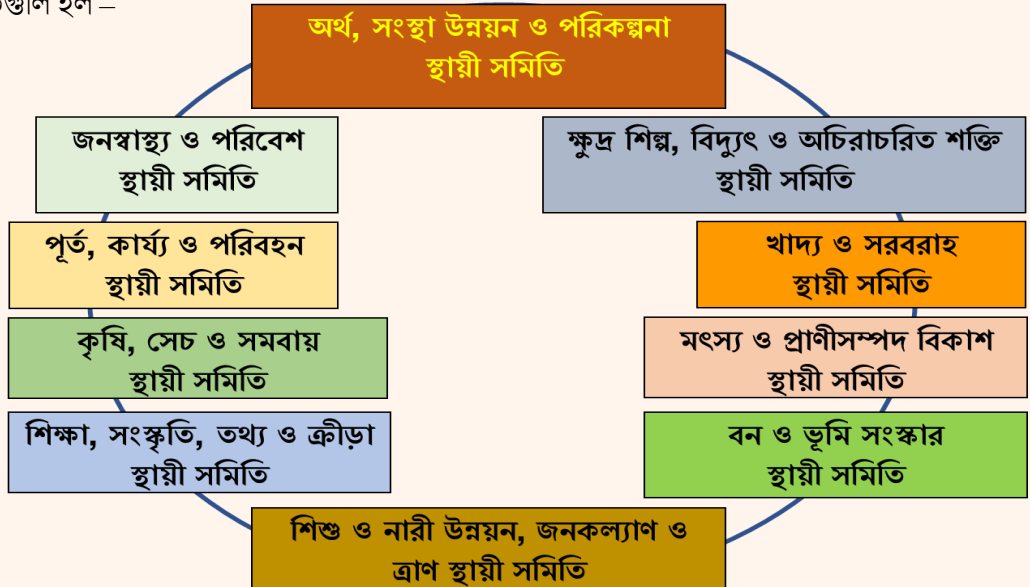 হল –
অর্থ, সংস্থা উন্নয়ন ও পরিকল্পনা
স্থায়ী সমিতি
জনস্বাস্থ্য ও পরিবেশ
স্থায়ী সমিতি
ক্ষুদ্র শিল্প, বিদ্যুৎ ও অচিরাচরিত শক্তি
স্থায়ী সমিতি
পূর্ত, কার্য্য ও পরিবহন
স্থায়ী সমিতি
খাদ্য ও সরবরাহ
স্থায়ী সমিতি
কৃষি, সেচ ও সমবায়
স্থায়ী সমিতি
মৎস্য ও প্রাণীসম্পদ বিকাশ
স্থায়ী সমিতি
শিক্ষা, সংস্কৃতি, তথ্য ও ক্রীড়া
স্থায়ী সমিতি
বন ও ভূমি সংস্কার
স্থায়ী সমিতি
শিশু ও নারী উন্নয়ন, জনকল্যাণ ও
ত্রাণ স্থায়ী সমিতি